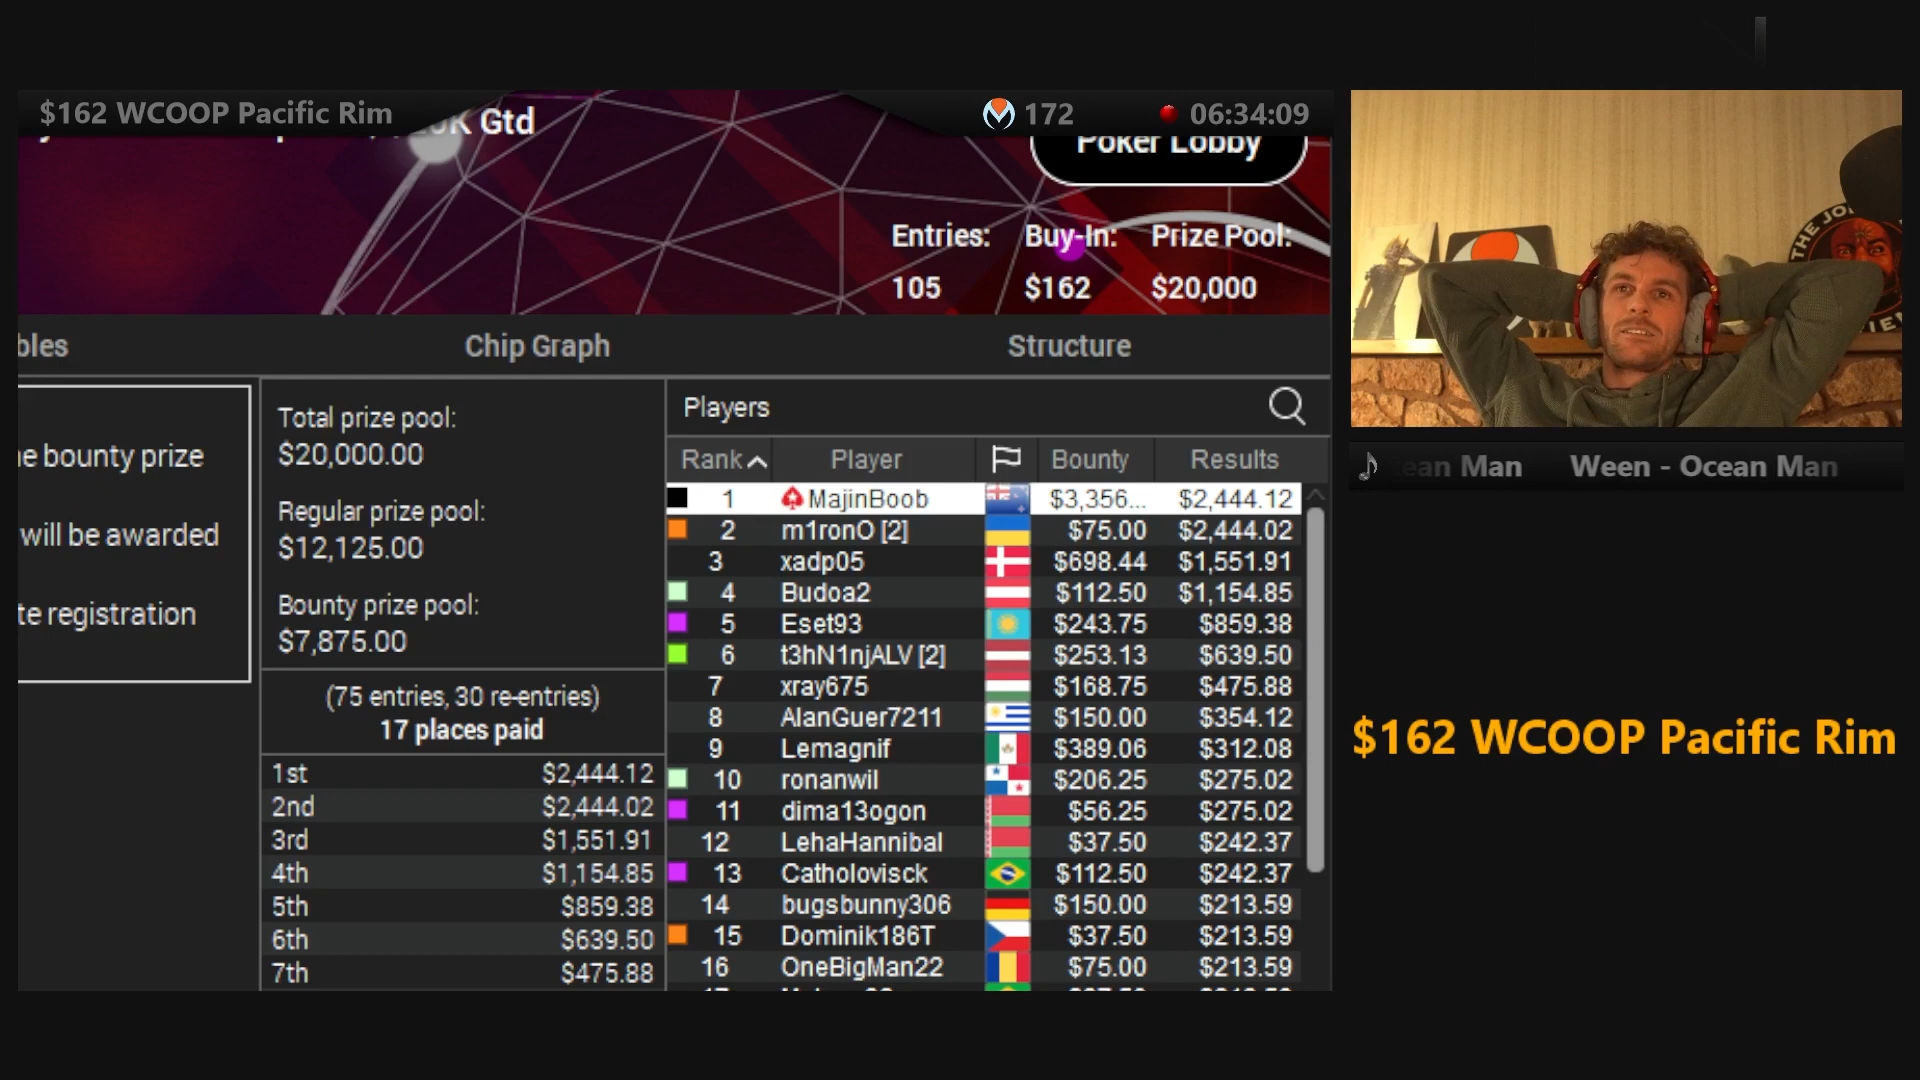 $162 WCOOP Pacific Rim
Gtd
172
06:34:09
Poker Lobby
Entries: Buy-In: Prize Pool:
105 $162 $20,000
bles Chip Graph Structure
e bounty prize
will be awarded
te registration
Total prize pool:
$20,000.00
Regular prize pool:
$12,125.00
Bounty prize pool:
$7,875.00
(75 entries, 30 re-entries)
17 places paid
1st $2,444.12
2nd $2,444.02
3rd $1,551.91
4th $1,154.85
5th $859.38
6th $639.50
7th $475.88
Players
Rank Player Bounty Results
1 MajinBoob $3,356... $2,444.12
2 m1ronO [2] $75.00 $2,444.02
3 xadp05 $698.44 $1,551.91
4 Budoa2 $112.50 $1,154.85
5 Eset93 $243.75 $859.38
6 t3hN1njALV [2] $253.13 $639.50
7 xray675 $168.75 $475.88
8 AlanGuer7211 $150.00 $354.12
9 Lemagnif $389.06 $312.08
10 ronanwil $206.25 $275.02
11 dima13ogon $56.25 $275.02
12 LehaHannibal $37.50 $242.37
13 Catholovisck $112.50 $242.37
14 bugsbunny306 $150.00 $213.59
15 Dominik186T $37.50 $213.59
16 OneBigMan22 $75.00 $213.59
THE JO
ean Man Ween - Ocean Man
$162 WCOOP Pacific Rim